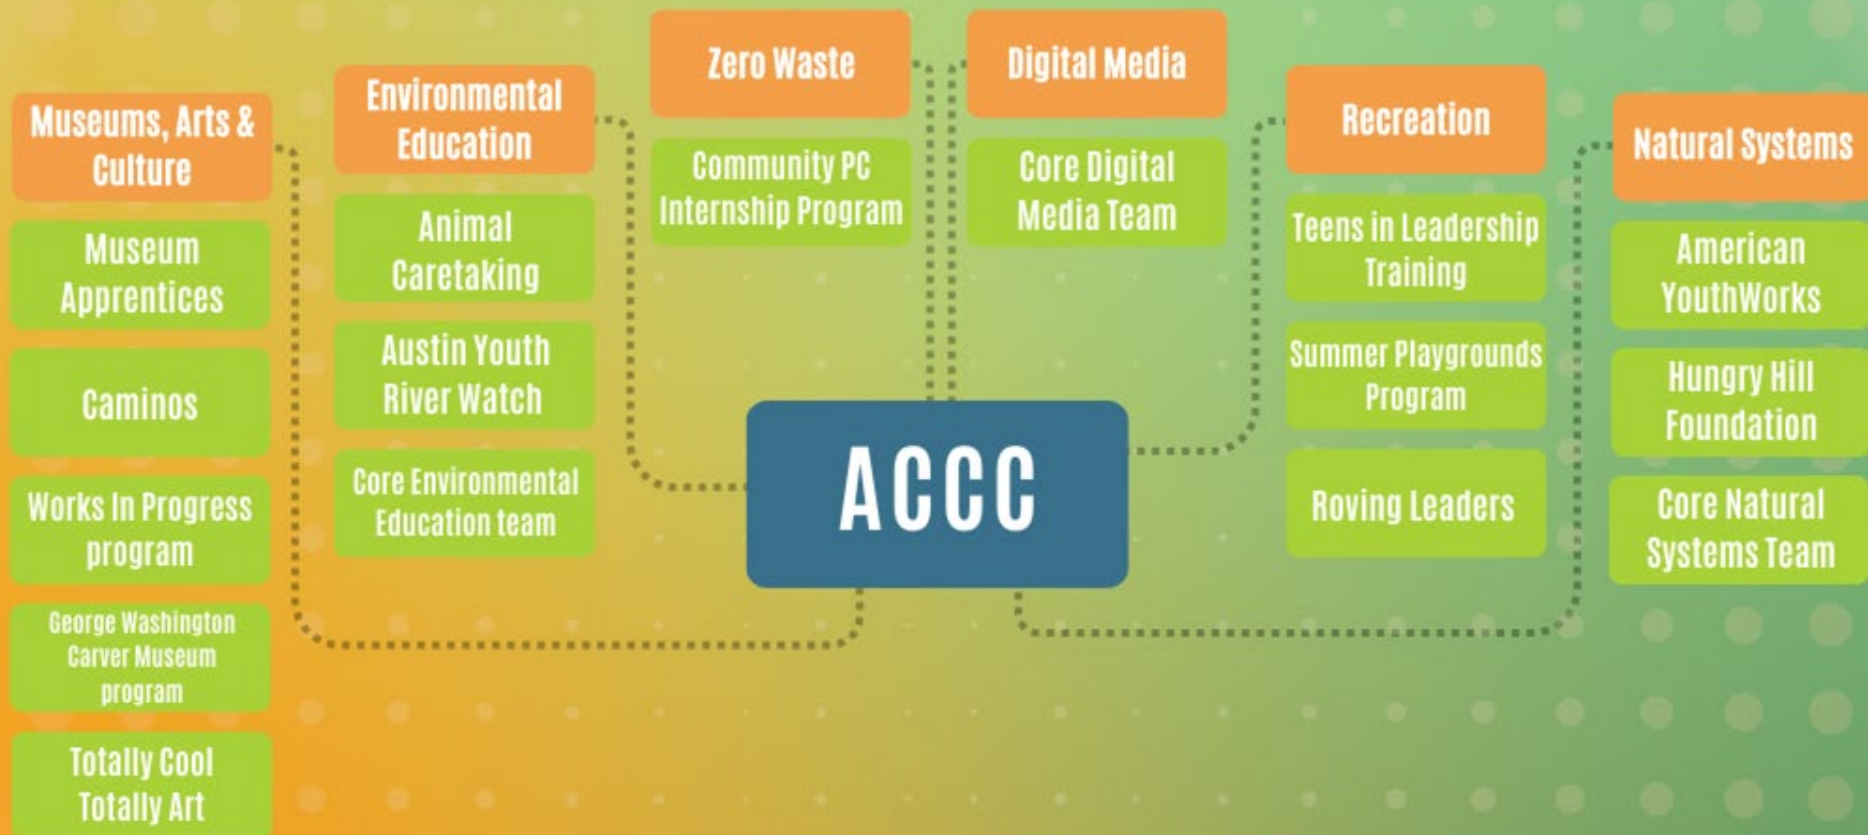 Museums, Arts &
Culture
Museum
Apprentices
Caminos
Works In Progress
program
George Washington
Carver Museum
program
Totally Cool
Totally Art
Environmental
Education
Animal
Caretaking
Austin Youth
River Watch
Core Environmental
Education team
Zero Waste
Community PC
Internship Program
Digital Media
Core Digital
Media Team
ACCC
Recreation
Teens in Leadership
Training
Summer Playgrounds
Program
Roving Leaders
Natural Systems
American
YouthWorks
Hungry Hill
Foundation
Core Natural
Systems Team